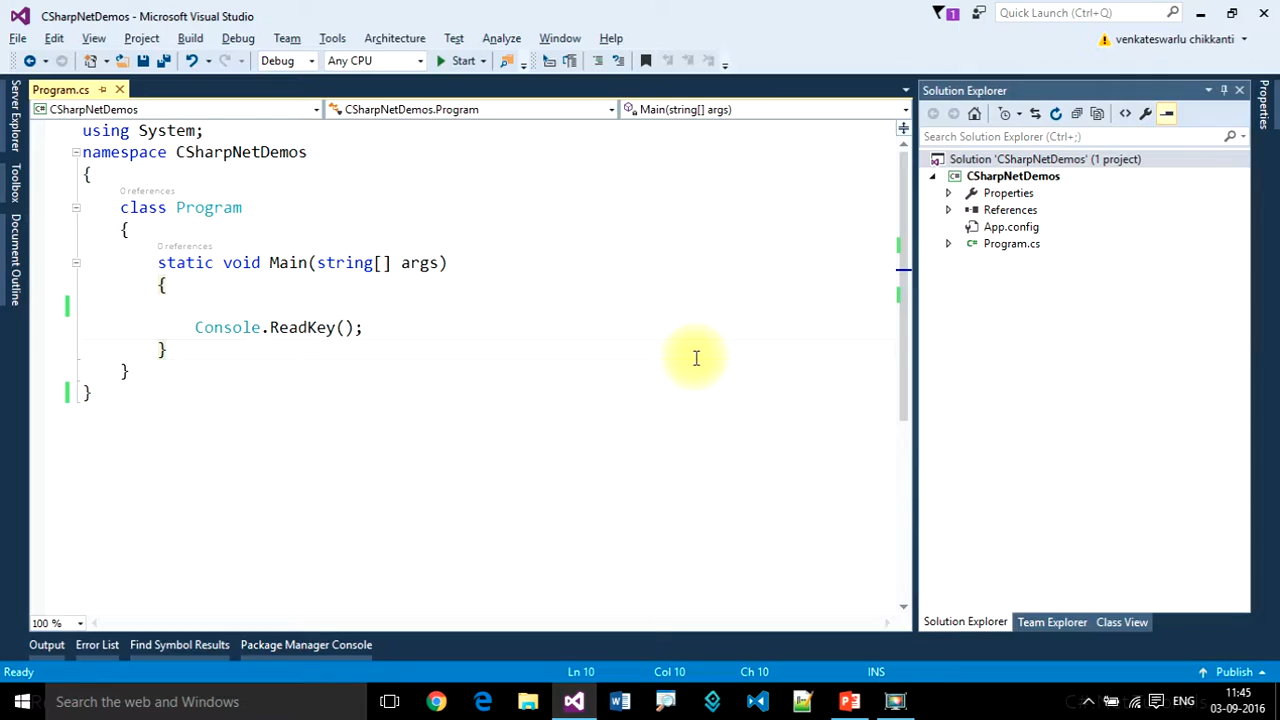 CSharpNetDemos - Microsoft Visual Studio
1
Quick Launch (Ctrl+Q)
File Edit View Project Build Debug Team Tools Architecture Test Analyze Window Help
venkateswarlu chikkanti
Debug Any CPU Start
Program.cs
CSharpNetDemos CSharpNetDemos.Program Main(string[] args)
Server Explorer
Toolbox
Document Outline
using System;
namespace CSharpNetDemos
{
0 references
class Program
{
0 references
static void Main(string[] args)
{
Console.ReadKey();
}
}
}
100 %
Solution Explorer
Search Solution Explorer (Ctrl+;)
Solution 'CSharpNetDemos' (1 project)
CSharpNetDemos
Properties
References
App.config
Program.cs
Solution Explorer Team Explorer Class View
Properties
Output Error List Find Symbol Results Package Manager Console
Ready Ln 10 Col 10 Ch 10 INS Publish
Search the web and Windows
ENG
11:45
03-09-2016